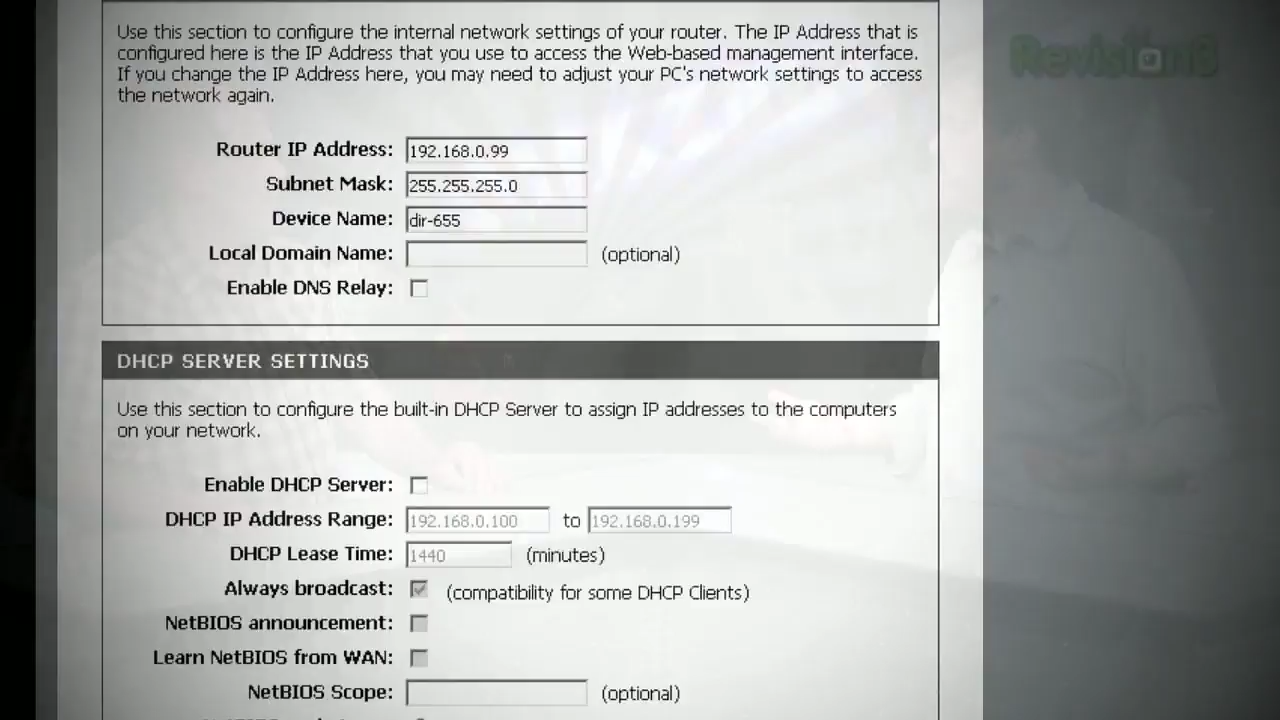 Use this section to configure the internal network settings of your router. The IP Address that is
configured here is the IP Address that you use to access the Web-based management interface.
If you change the IP Address here, you may need to adjust your PC's network settings to access
the network again.
Router IP Address: 192.168.0.99
Subnet Mask: 255.255.255.0
Device Name: dir-655
Local Domain Name: (optional)
Enable DNS Relay:
DHCP SERVER SETTINGS
Use this section to configure the built-in DHCP Server to assign IP addresses to the computers
on your network.
Enable DHCP Server:
DHCP IP Address Range: 192.168.0.100 to 192.168.0.199
DHCP Lease Time: 1440 (minutes)
Always broadcast: (compatibility for some DHCP Clients)
NetBIOS announcement:
Learn NetBIOS from WAN:
NetBIOS Scope: (optional)
Revision3